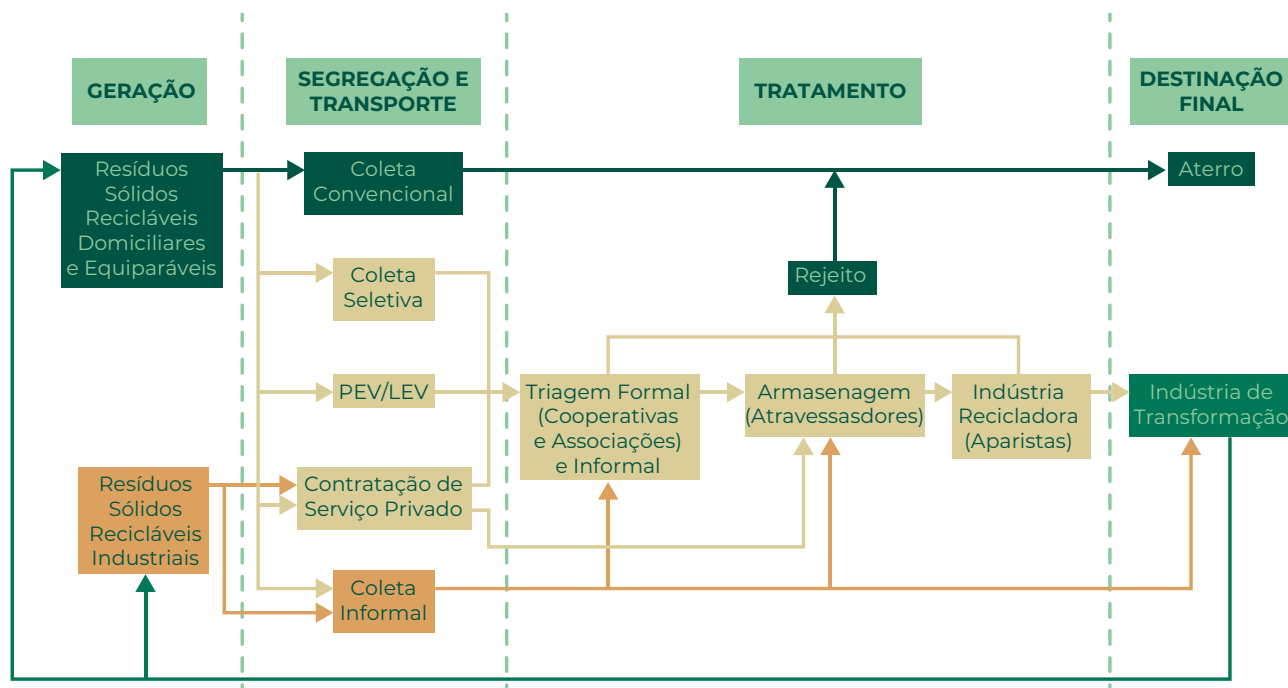 GERAÇÃO
SEGREGAÇÃO E
TRANSPORTE
TRATAMENTO
DESTINAÇÃO
FINAL
Resíduos
Sólidos
Recicláveis
Domiciliares
e Equiparáveis
Coleta
Convencional
Aterro
Coleta
Seletiva
Rejeito
PEV/LEV
Triagem Formal
(Cooperativas
e Associações)
e Informal
Armasenagem
(Atravessasdores)
Indústria
Recicladora
(Aparistas)
Indústria de
Transformação
Resíduos
Sólidos
Recicláveis
Industriais
Contratação de
Serviço Privado
Coleta
Informal